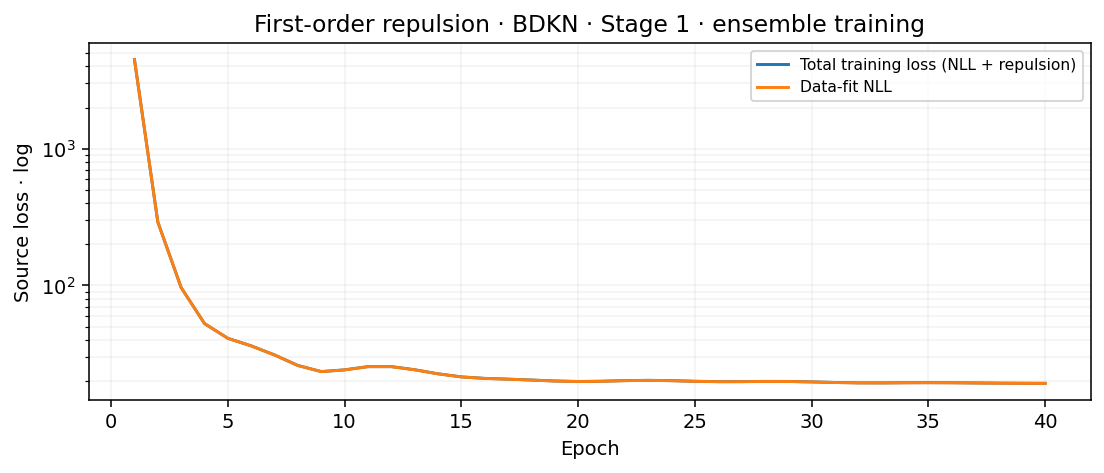 First-order repulsion · BDKN · Stage 1 · ensemble training
Total training loss (NLL + repulsion)
Data-fit NLL
Source loss · log
10³
10²
0 5 10 15 20 25 30 35 40
Epoch